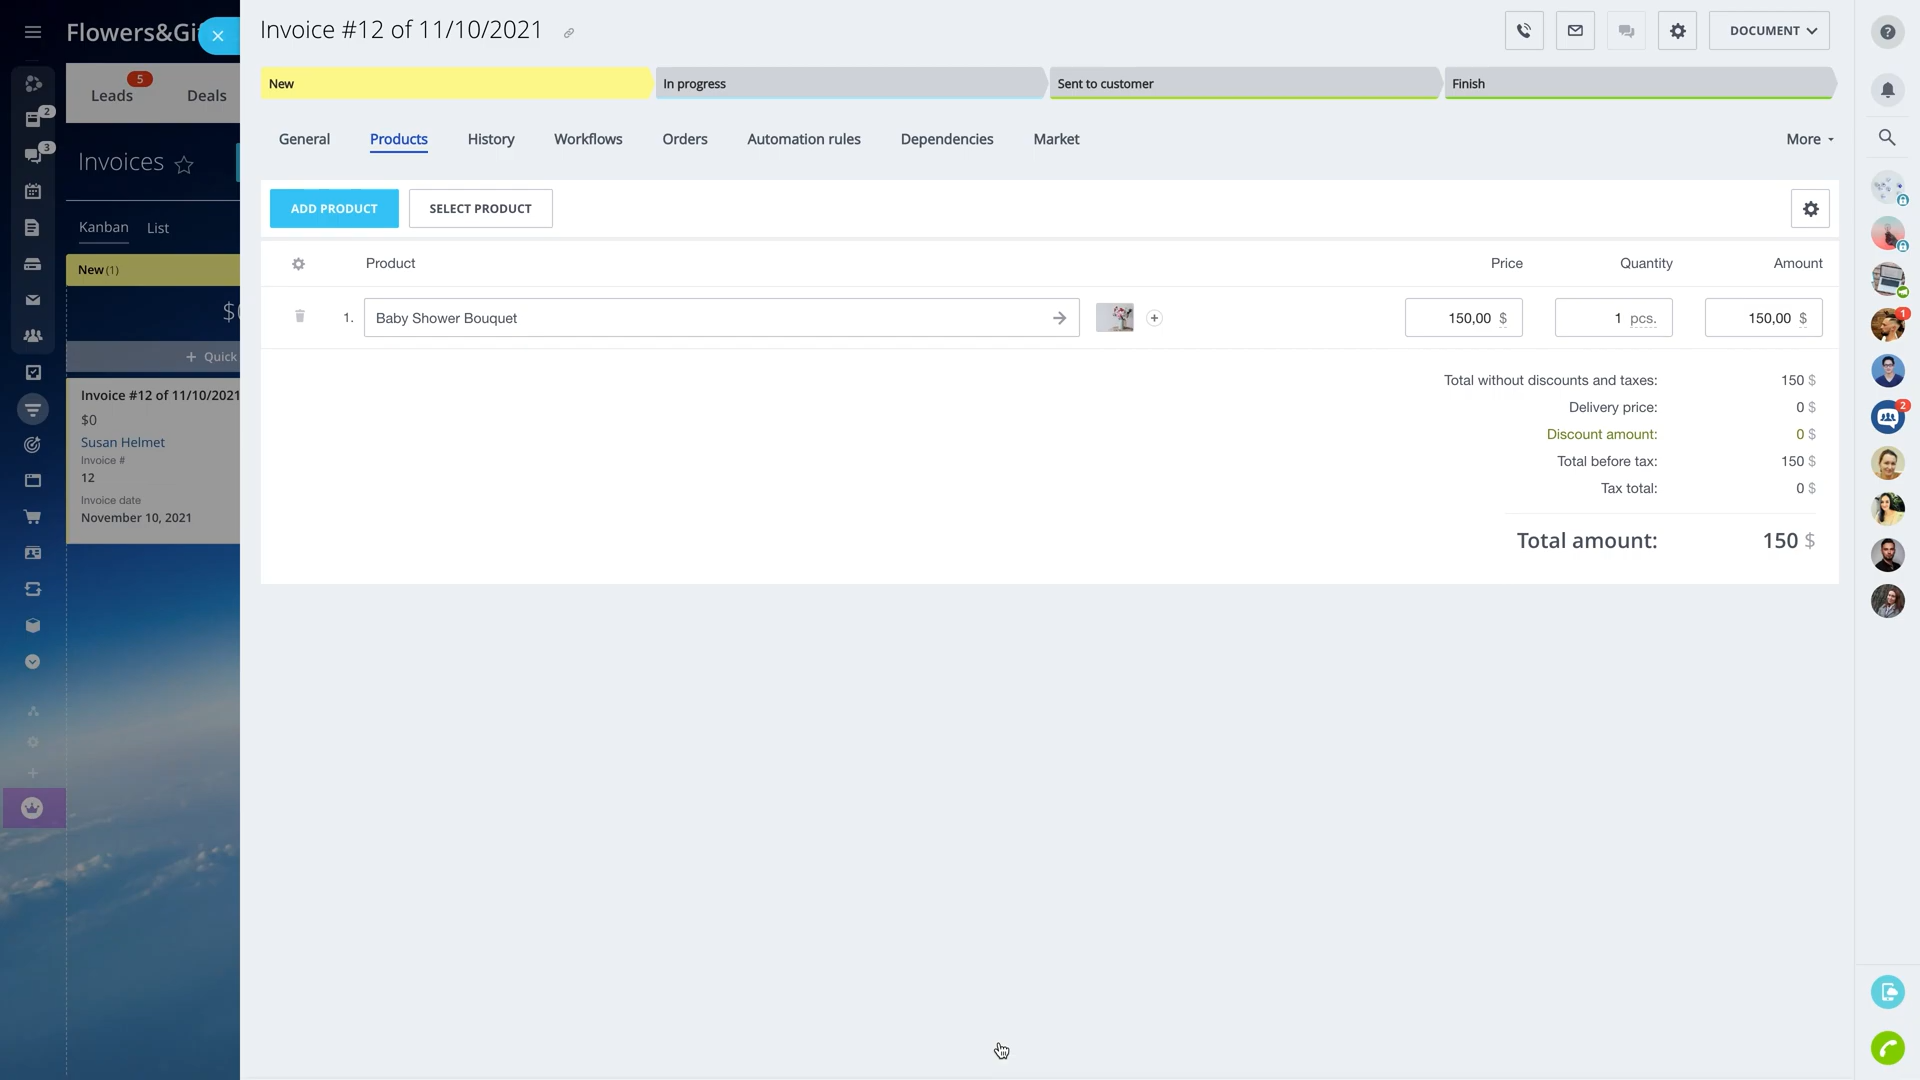 Flowers&Gi
5
Leads
Deals
2
3
Invoices
Kanban
List
New (1)
$
+ Quick
Invoice #12 of 11/10/2021
$0
Susan Helmet
Invoice #
12
Invoice date
November 10, 2021
Invoice #12 of 11/10/2021
DOCUMENT
New
In progress
Sent to customer
Finish
General
Products
History
Workflows
Orders
Automation rules
Dependencies
Market
More
ADD PRODUCT
SELECT PRODUCT
Product
Price
Quantity
Amount
1.
Baby Shower Bouquet
150,00 $
1 pcs.
150,00 $
Total without discounts and taxes: 150 $
Delivery price: 0 $
Discount amount: 0 $
Total before tax: 150 $
Tax total: 0 $
Total amount: 150 $
1
2